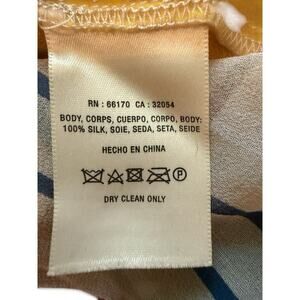 RN : 66170 CA : 32054
BODY, CORPS, CUERPO, CORPO, BODY:
100% SILK, SOIE, SEDA, SETA, SEIDE
HECHO EN CHINA
P
DRY CLEAN ONLY